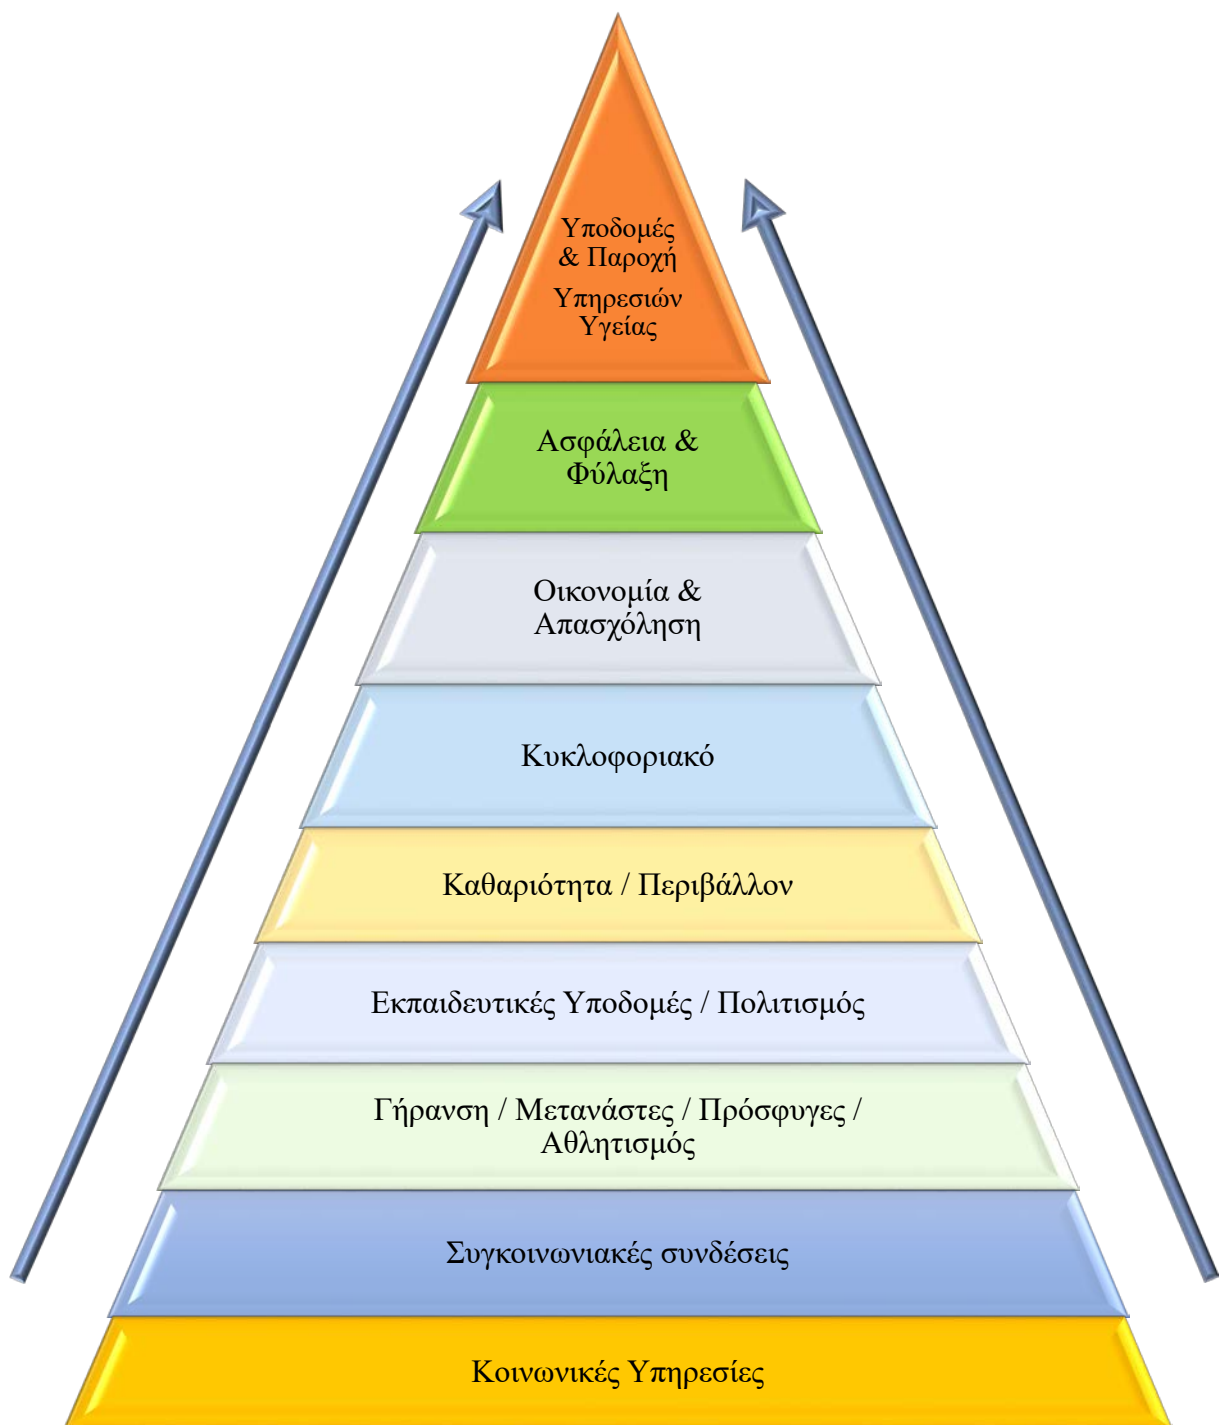 Υποδομές
& Παροχή
Υπηρεσιών
Υγείας
Ασφάλεια &
Φύλαξη
Οικονομία &
Απασχόληση
Κυκλοφοριακό
Καθαριότητα / Περιβάλλον
Εκπαιδευτικές Υποδομές / Πολιτισμός
Γήρανση / Μετανάστες / Πρόσφυγες /
Αθλητισμός
Συγκοινωνιακές συνδέσεις
Κοινωνικές Υπηρεσίες